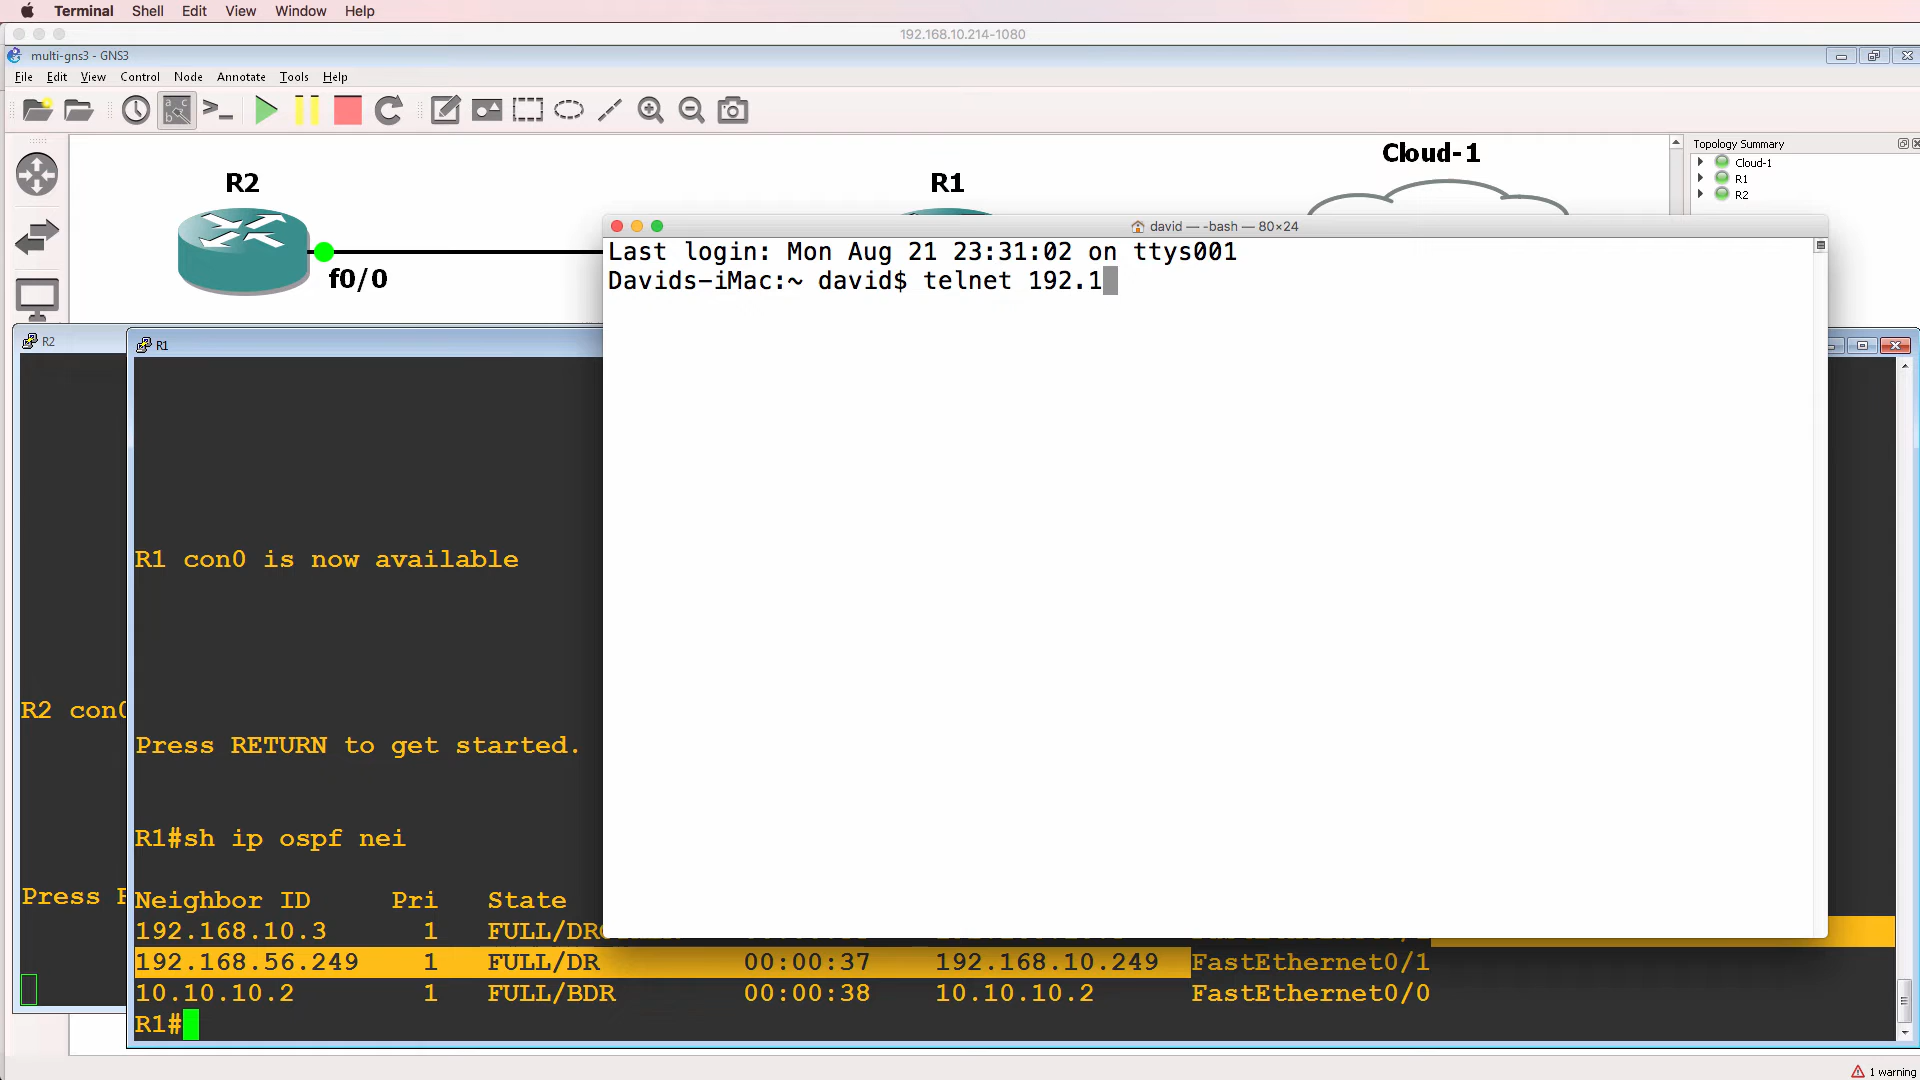 Terminal Shell Edit View Window Help
192.168.10.214-1080
multi-gns3 - GNS3
File Edit View Control Node Annotate Tools Help
Topology Summary
Cloud-1
R1
R2
R2
R1
Cloud-1
f0/0
david — -bash — 80×24
Last login: Mon Aug 21 23:31:02 on ttys001
Davids-iMac:~ david$ telnet 192.1
R2
R2 con0
Press
R1
R1 con0 is now available
Press RETURN to get started.
R1#sh ip ospf nei
Neighbor ID Pri State
192.168.10.3 1 FULL/DR
192.168.56.249 1 FULL/DR 00:00:37 192.168.10.249 FastEthernet0/1
10.10.10.2 1 FULL/BDR 00:00:38 10.10.10.2 FastEthernet0/0
R1#
1 warning